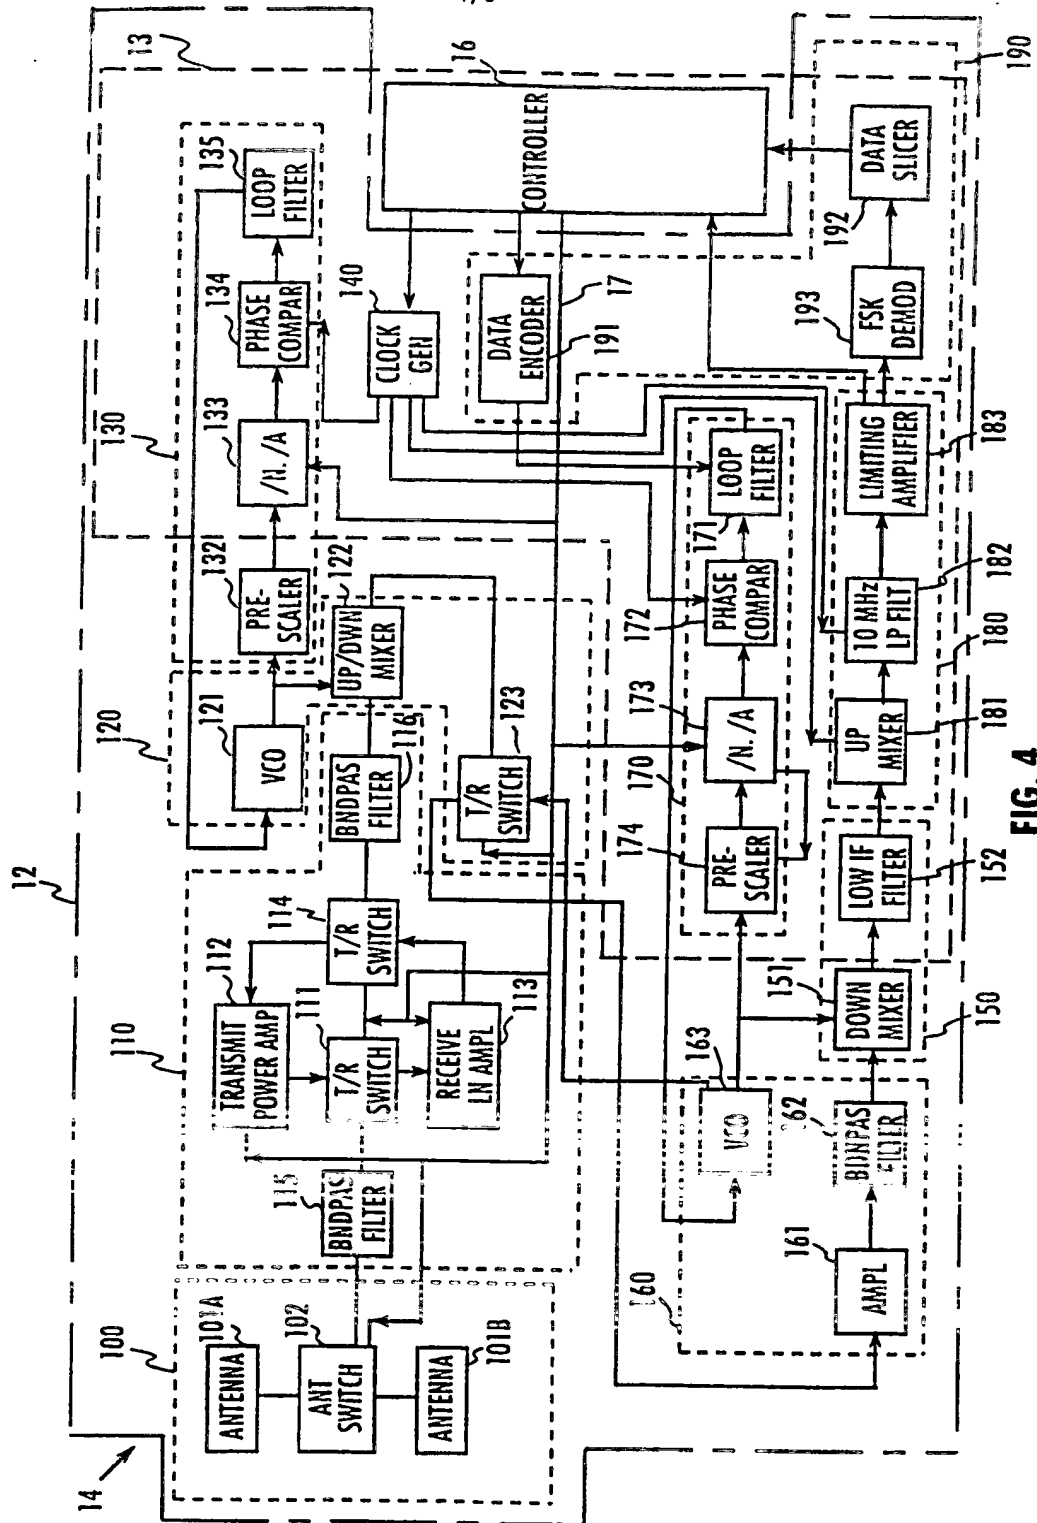 12
13
14
16
CONTROLLER
17
100
ANTENNA
101A
102
ANT
SWITCH
ANTENNA
101B
110
TRANSMIT
POWER AMP
112
111
T/R
SWITCH
114
T/R
SWITCH
RECEIVE
LN AMPL
113
115
BNDPAS
FILTER
BNDPAS
FILTER
116
120
121
VCO
UP/DWN
MIXER
122
T/R
SWITCH
123
130
132
PRE-
SCALER
133
/N./A
134
PHASE
COMPAR
135
LOOP
FILTER
140
CLOCK
GEN
DATA
ENCODER
191
160
161
AMPL
BDNPAS
FILTER
VCO
163
150
151
DOWN
MIXER
LOW IF
FILTER
152
170
174
PRE-
SCALER
173
/N./A
172
PHASE
COMPAR
171
LOOP
FILTER
180
UP
MIXER
181
10 MHz
LP FILT
182
LIMITING
AMPLIFIER
183
190
193
FSK
DEMOD
192
DATA
SLICER
FIG. 4